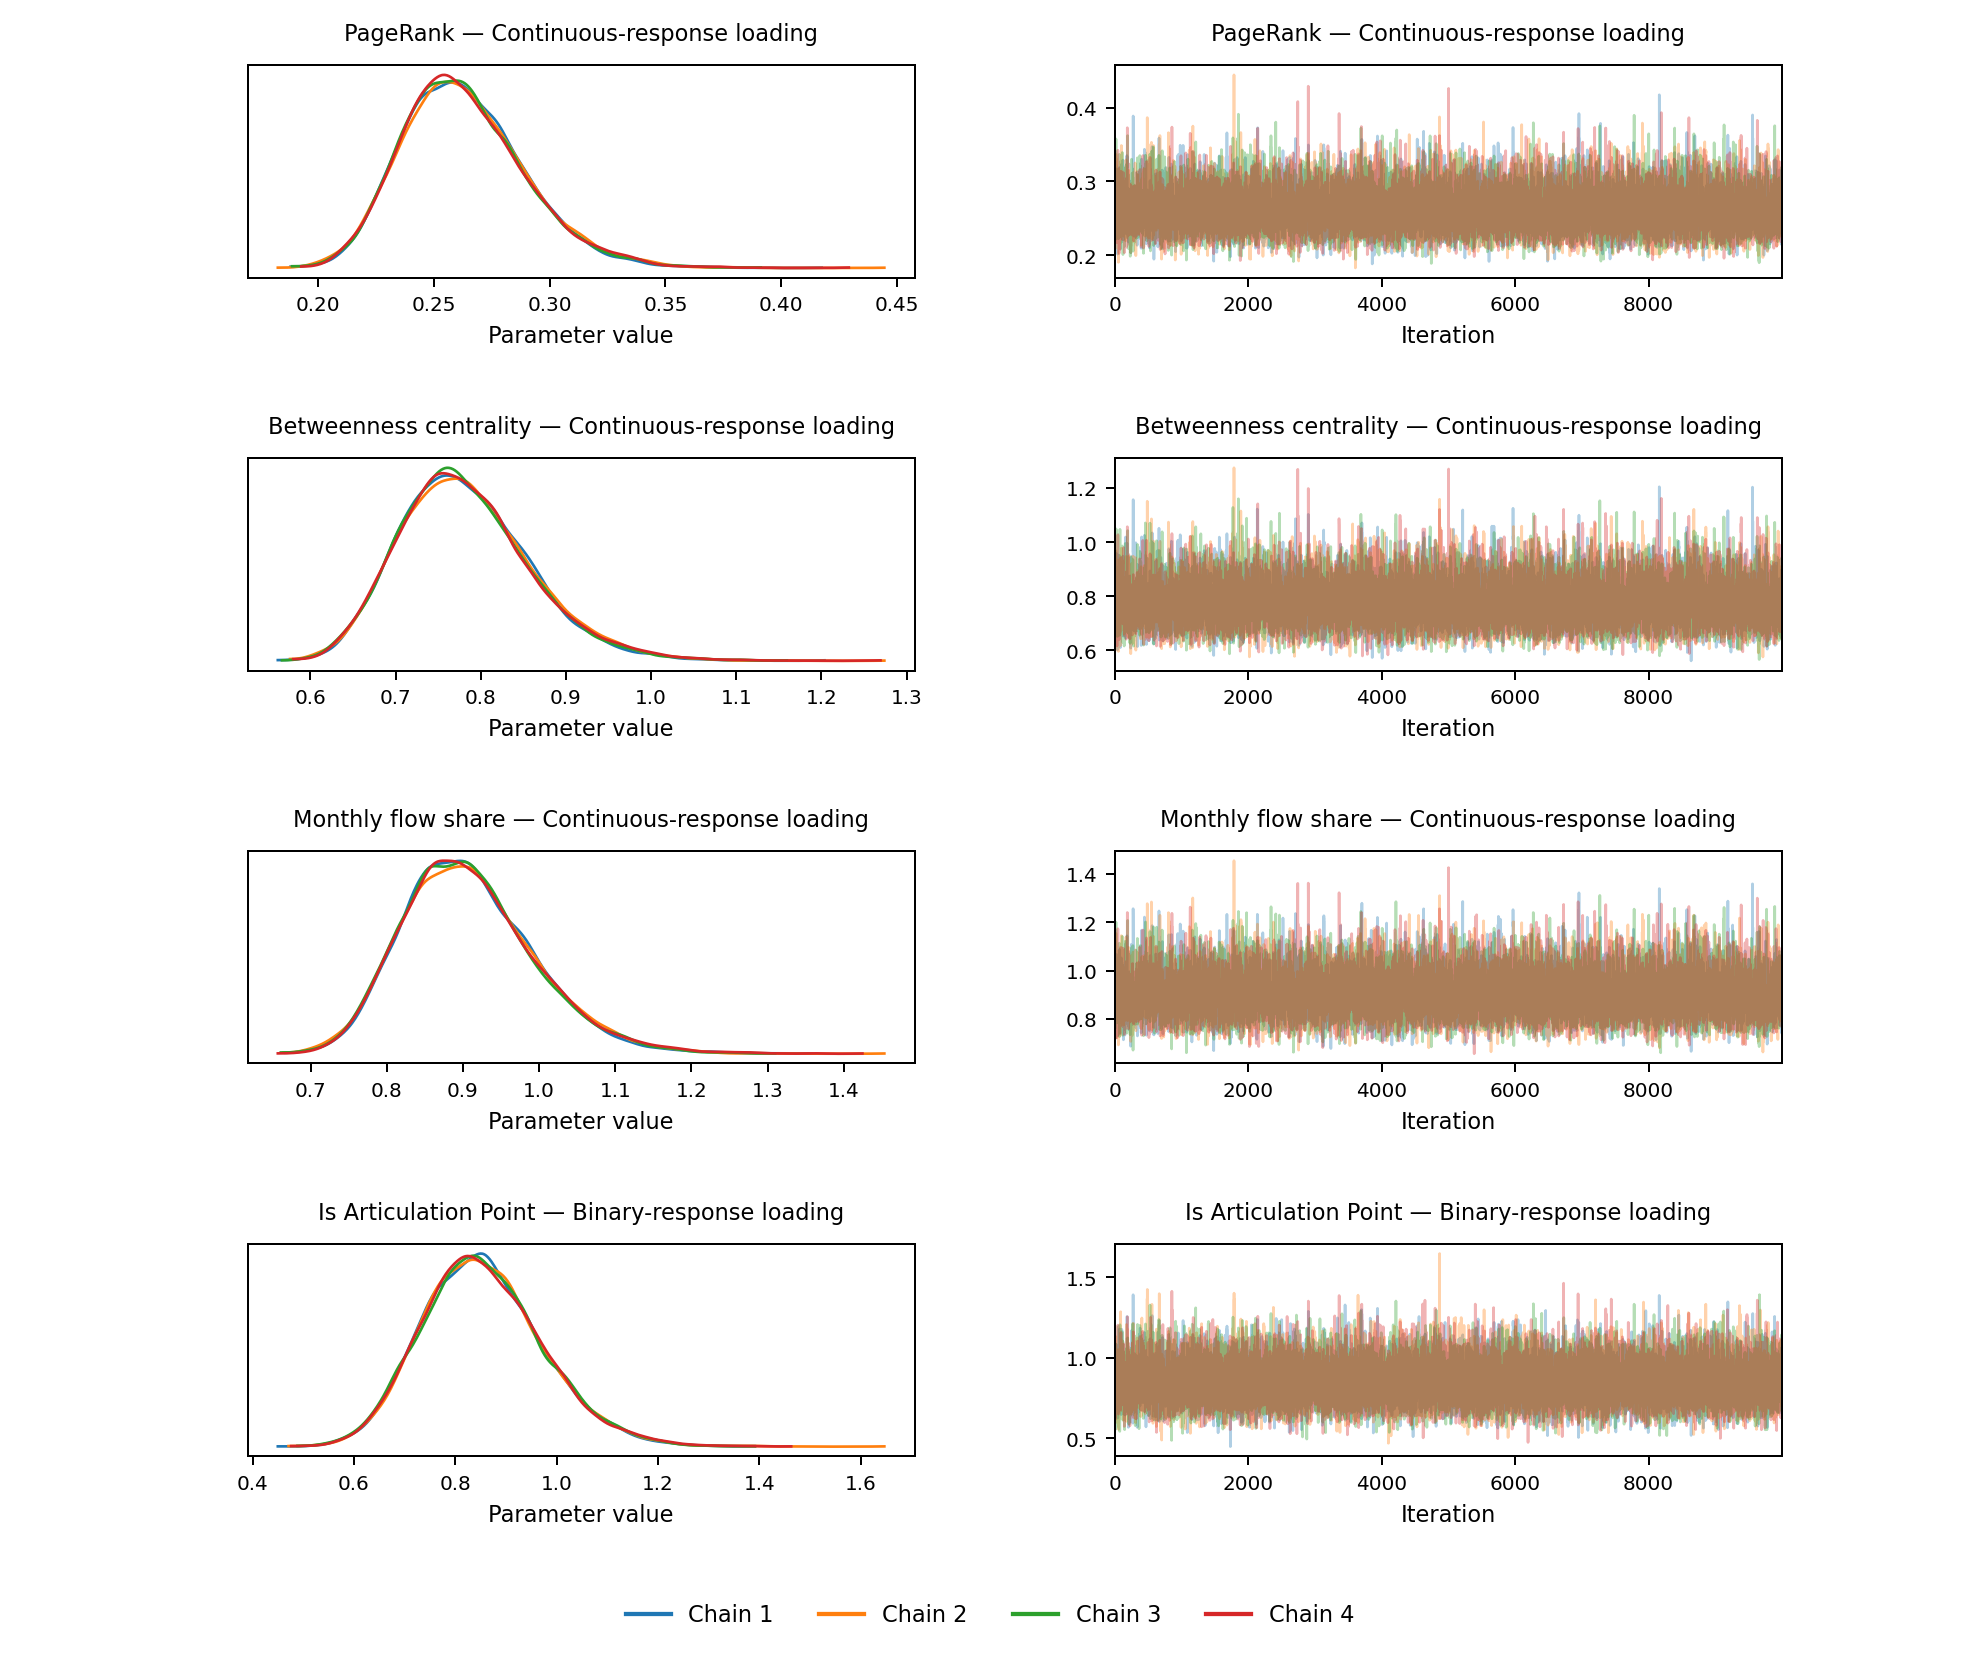 PageRank — Continuous-response loading
PageRank — Continuous-response loading
0.4
0.3
0.2
0.20 0.25 0.30 0.35 0.40 0.45
0 2000 4000 6000 8000
Parameter value
Iteration
Betweenness centrality — Continuous-response loading
Betweenness centrality — Continuous-response loading
1.2
1.0
0.8
0.6
0.6 0.7 0.8 0.9 1.0 1.1 1.2 1.3
0 2000 4000 6000 8000
Parameter value
Iteration
Monthly flow share — Continuous-response loading
Monthly flow share — Continuous-response loading
1.4
1.2
1.0
0.8
0.7 0.8 0.9 1.0 1.1 1.2 1.3 1.4
0 2000 4000 6000 8000
Parameter value
Iteration
Is Articulation Point — Binary-response loading
Is Articulation Point — Binary-response loading
1.5
1.0
0.5
0.4 0.6 0.8 1.0 1.2 1.4 1.6
0 2000 4000 6000 8000
Parameter value
Iteration
Chain 1 Chain 2 Chain 3 Chain 4